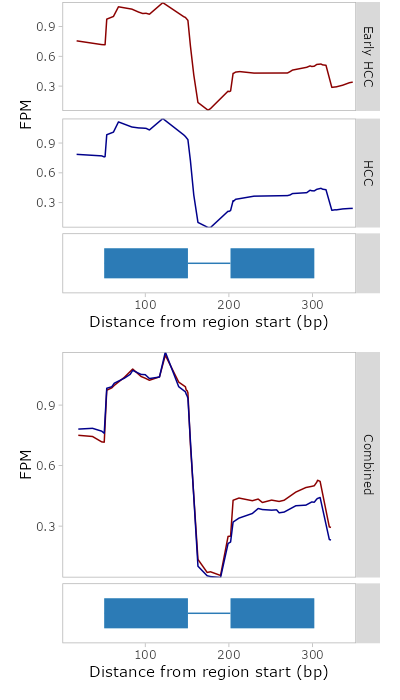 0.9
0.6
0.3
Early HCC
FPM
0.9
0.6
0.3
HCC
100
200
300
Distance from region start (bp)
0.9
0.6
0.3
FPM
Combined
100
200
300
Distance from region start (bp)